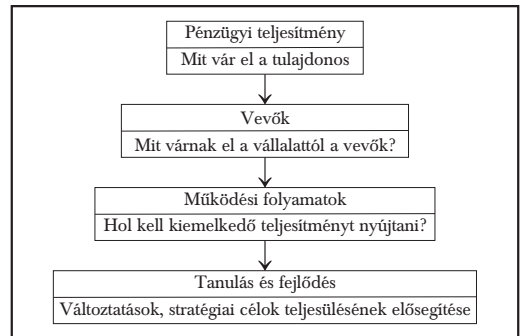 Pénzügyi teljesítmény
Mit vár el a tulajdonos
Vevők
Mit várnak el a vállalattól a vevők?
Működési folyamatok
Hol kell kiemelkedő teljesítményt nyújtani?
Tanulás és fejlődés
Változtatások, stratégiai célok teljesülésének elősegítése